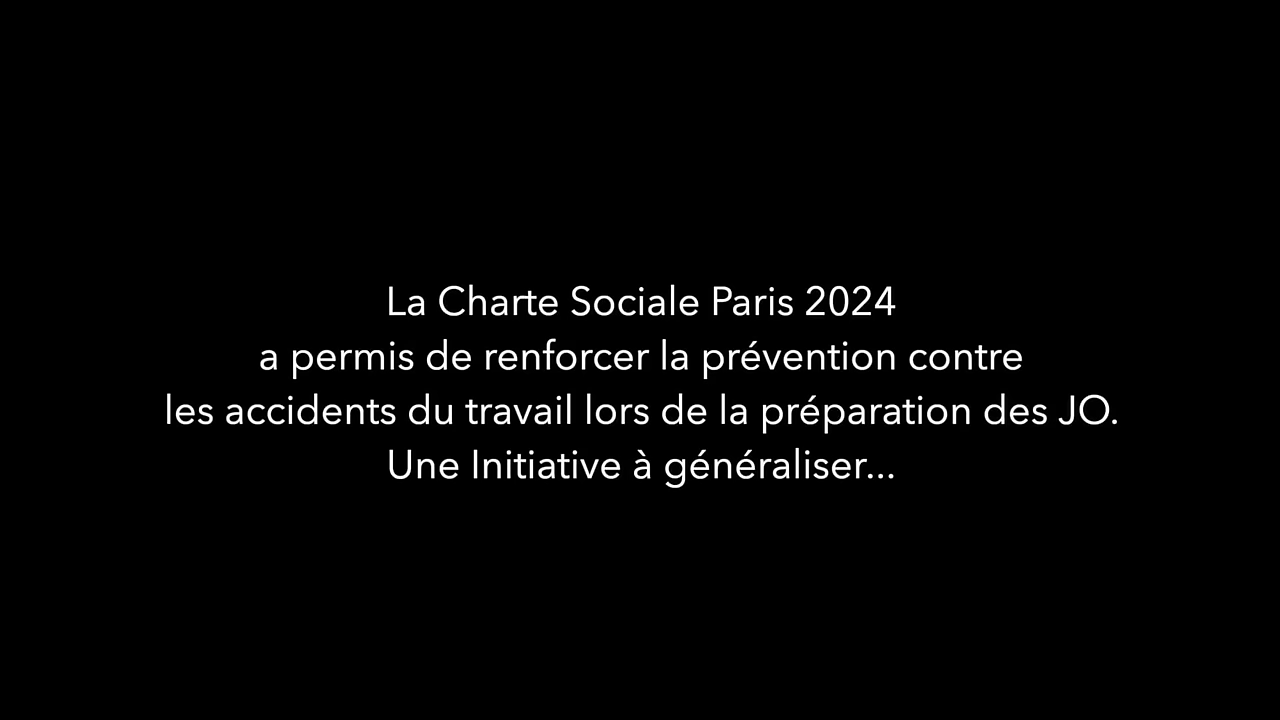 La Charte Sociale Paris 2024
a permis de renforcer la prévention contre
les accidents du travail lors de la préparation des JO.
Une Initiative à généraliser...